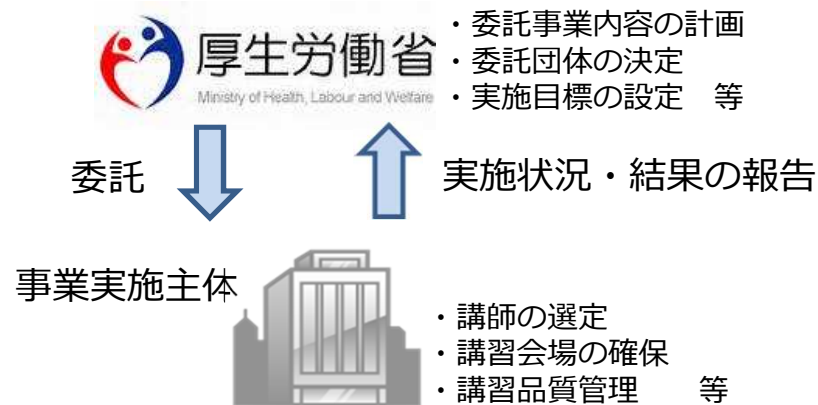 厚生労働省
Ministry of Health, Labour and Welfare
・委託事業内容の計画
・委託団体の決定
・実施目標の設定　等
委託
実施状況・結果の報告
事業実施主体
・講師の選定
・講習会場の確保
・講習品質管理　　等